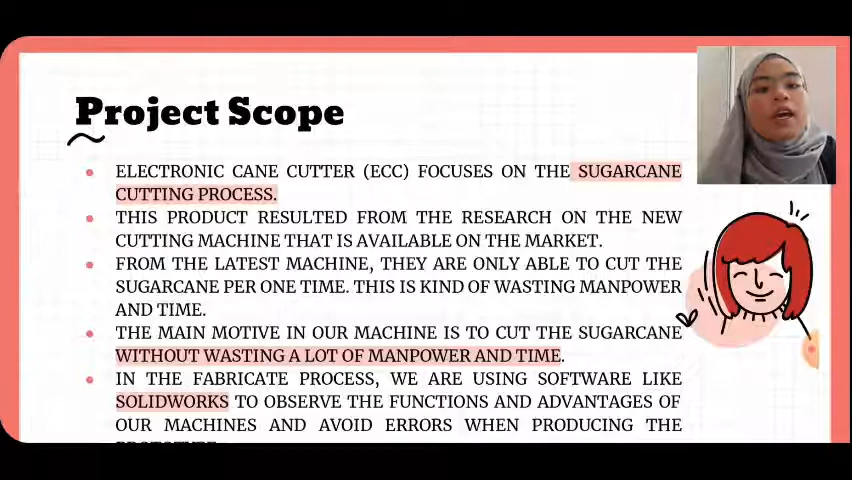 Project Scope
ELECTRONIC CANE CUTTER (ECC) FOCUSES ON THE SUGARCANE
CUTTING PROCESS.
THIS PRODUCT RESULTED FROM THE RESEARCH ON THE NEW
CUTTING MACHINE THAT IS AVAILABLE ON THE MARKET.
FROM THE LATEST MACHINE, THEY ARE ONLY ABLE TO CUT THE
SUGARCANE PER ONE TIME. THIS IS KIND OF WASTING MANPOWER
AND TIME.
THE MAIN MOTIVE IN OUR MACHINE IS TO CUT THE SUGARCANE
WITHOUT WASTING A LOT OF MANPOWER AND TIME.
IN THE FABRICATE PROCESS, WE ARE USING SOFTWARE LIKE
SOLIDWORKS TO OBSERVE THE FUNCTIONS AND ADVANTAGES OF
OUR MACHINES AND AVOID ERRORS WHEN PRODUCING THE